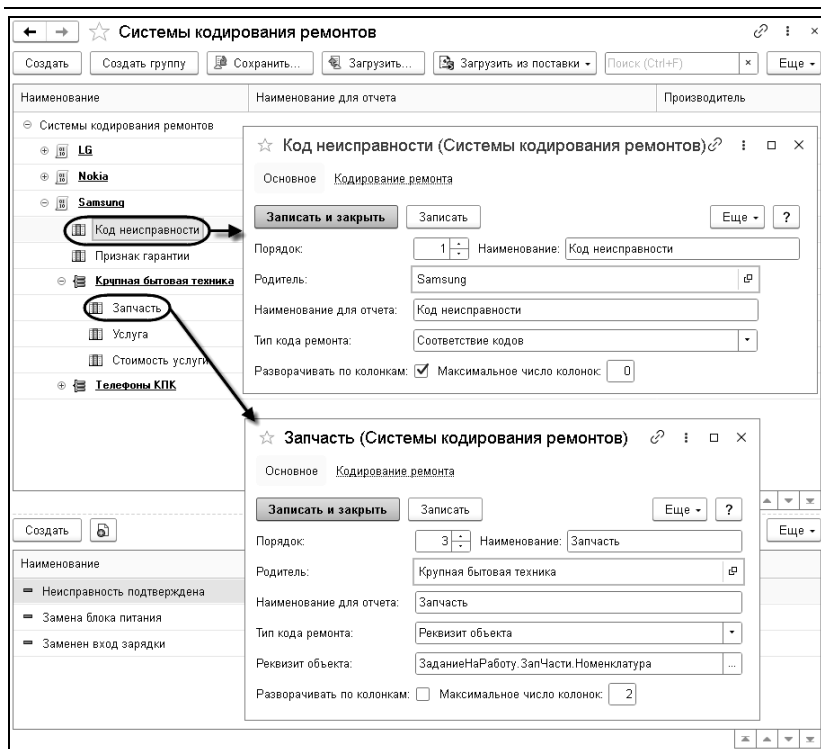 Системы кодирования ремонтов
Создать Создать группу Сохранить... Загрузить... Загрузить из поставки Поиск (Ctrl+F) × Еще
Наименование Наименование для отчета Производитель
Системы кодирования ремонтов
LG
Nokia
Samsung
Код неисправности
Признак гарантии
Крупная бытовая техника
Запчасть
Услуга
Стоимость услуги
Телефоны КПК
Код неисправности (Системы кодирования ремонтов)
Основное Кодирование ремонта
Записать и закрыть Записать Еще ?
Порядок: 1 Наименование: Код неисправности
Родитель: Samsung
Наименование для отчета: Код неисправности
Тип кода ремонта: Соответствие кодов
Разворачивать по колонкам: Максимальное число колонок: 0
Запчасть (Системы кодирования ремонтов)
Основное Кодирование ремонта
Записать и закрыть Записать Еще ?
Порядок: 3 Наименование: Запчасть
Родитель: Крупная бытовая техника
Наименование для отчета: Запчасть
Тип кода ремонта: Реквизит объекта
Реквизит объекта: ЗаданиеНаРаботу.ЗапЧасти.Номенклатура ...
Разворачивать по колонкам: Максимальное число колонок: 2
Создать Еще
Наименование
Неисправность подтверждена
Замена блока питания
Заменен вход зарядки